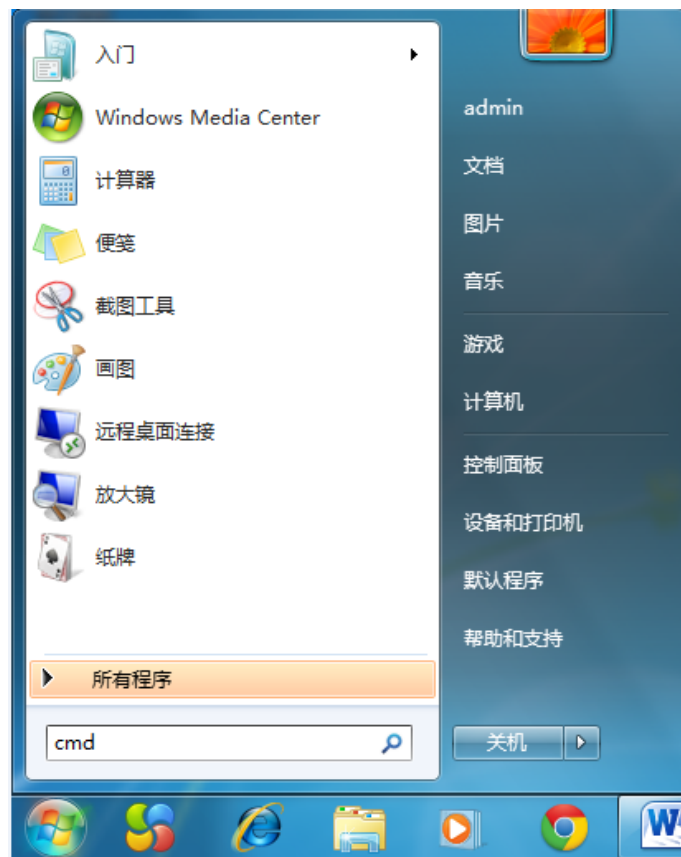 入门
Windows Media Center
计算器
便笺
截图工具
画图
远程桌面连接
放大镜
纸牌
所有程序
cmd
admin
文档
图片
音乐
游戏
计算机
控制面板
设备和打印机
默认程序
帮助和支持
关机
W